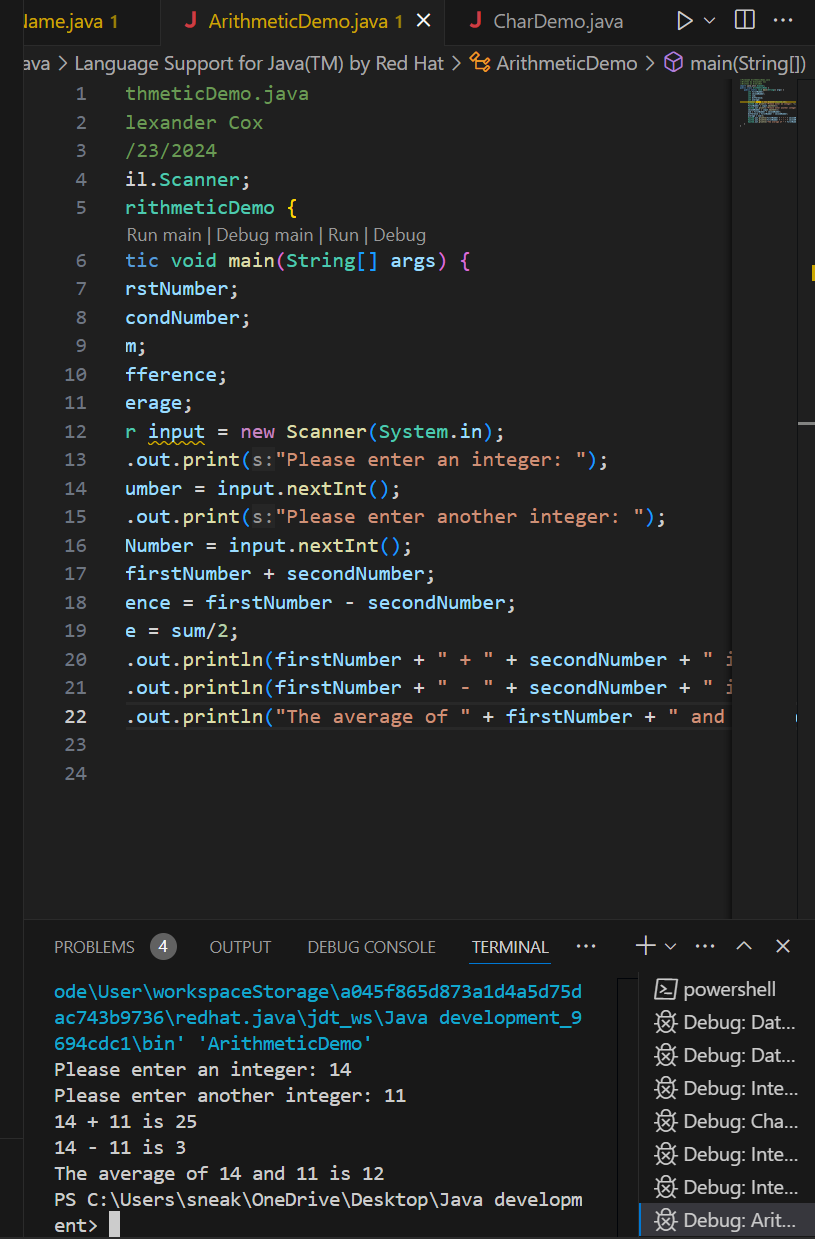 Name.java 1
J ArithmeticDemo.java 1
J CharDemo.java
ava > Language Support for Java(TM) by Red Hat > ArithmeticDemo > main(String[])
1 thmeticDemo.java
2 lexander Cox
3 /23/2024
4 il.Scanner;
5 rithmeticDemo {
Run main | Debug main | Run | Debug
6 tic void main(String[] args) {
7 rstNumber;
8 condNumber;
9 m;
10 fference;
11 erage;
12 r input = new Scanner(System.in);
13 .out.print(s:"Please enter an integer: ");
14 umber = input.nextInt();
15 .out.print(s:"Please enter another integer: ");
16 Number = input.nextInt();
17 firstNumber + secondNumber;
18 ence = firstNumber - secondNumber;
19 e = sum/2;
20 .out.println(firstNumber + " + " + secondNumber + " i
21 .out.println(firstNumber + " - " + secondNumber + " i
22 .out.println("The average of " + firstNumber + " and
23
24
PROBLEMS 4 OUTPUT DEBUG CONSOLE TERMINAL
ode\User\workspaceStorage\a045f865d873a1d4a5d75d
ac743b9736\redhat.java\jdt_ws\Java development_9
694cdc1\bin' 'ArithmeticDemo'
Please enter an integer: 14
Please enter another integer: 11
14 + 11 is 25
14 - 11 is 3
The average of 14 and 11 is 12
PS C:\Users\sneak\OneDrive\Desktop\Java developm
ent>
powershell
Debug: Dat...
Debug: Dat...
Debug: Inte...
Debug: Cha...
Debug: Inte...
Debug: Inte...
Debug: Arit...